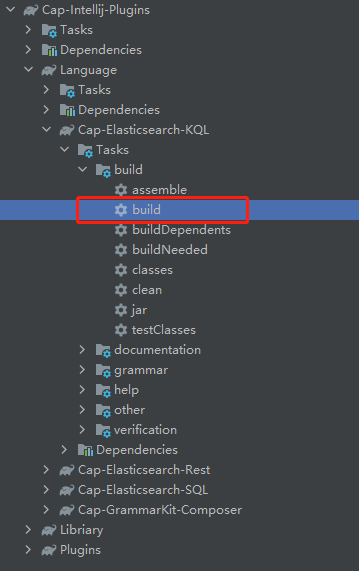 Cap-Intellij-Plugins
Tasks
Dependencies
Language
Tasks
Dependencies
Cap-Elasticsearch-KQL
Tasks
build
assemble
build
buildDependents
buildNeeded
classes
clean
jar
testClasses
documentation
grammar
help
other
verification
Dependencies
Cap-Elasticsearch-Rest
Cap-Elasticsearch-SQL
Cap-GrammarKit-Composer
Libriary
Plugins